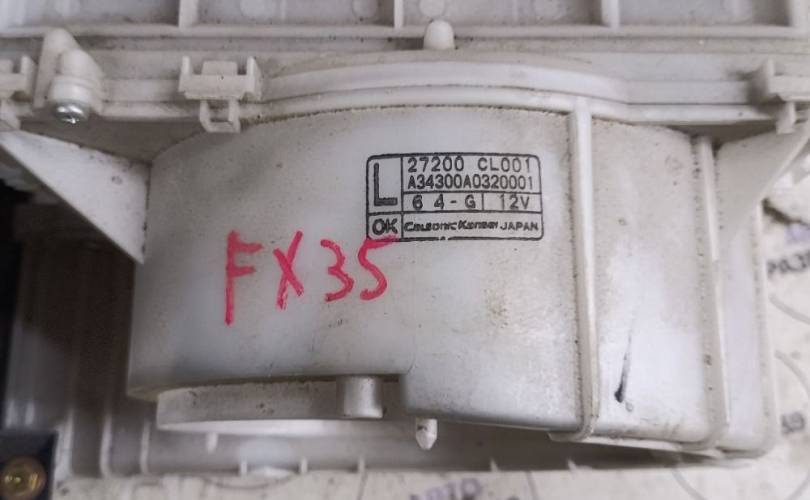 L
27200 CL001
A34300A0320001
6 4-G 12V
OK Calsonic Kansei JAPAN
FX35